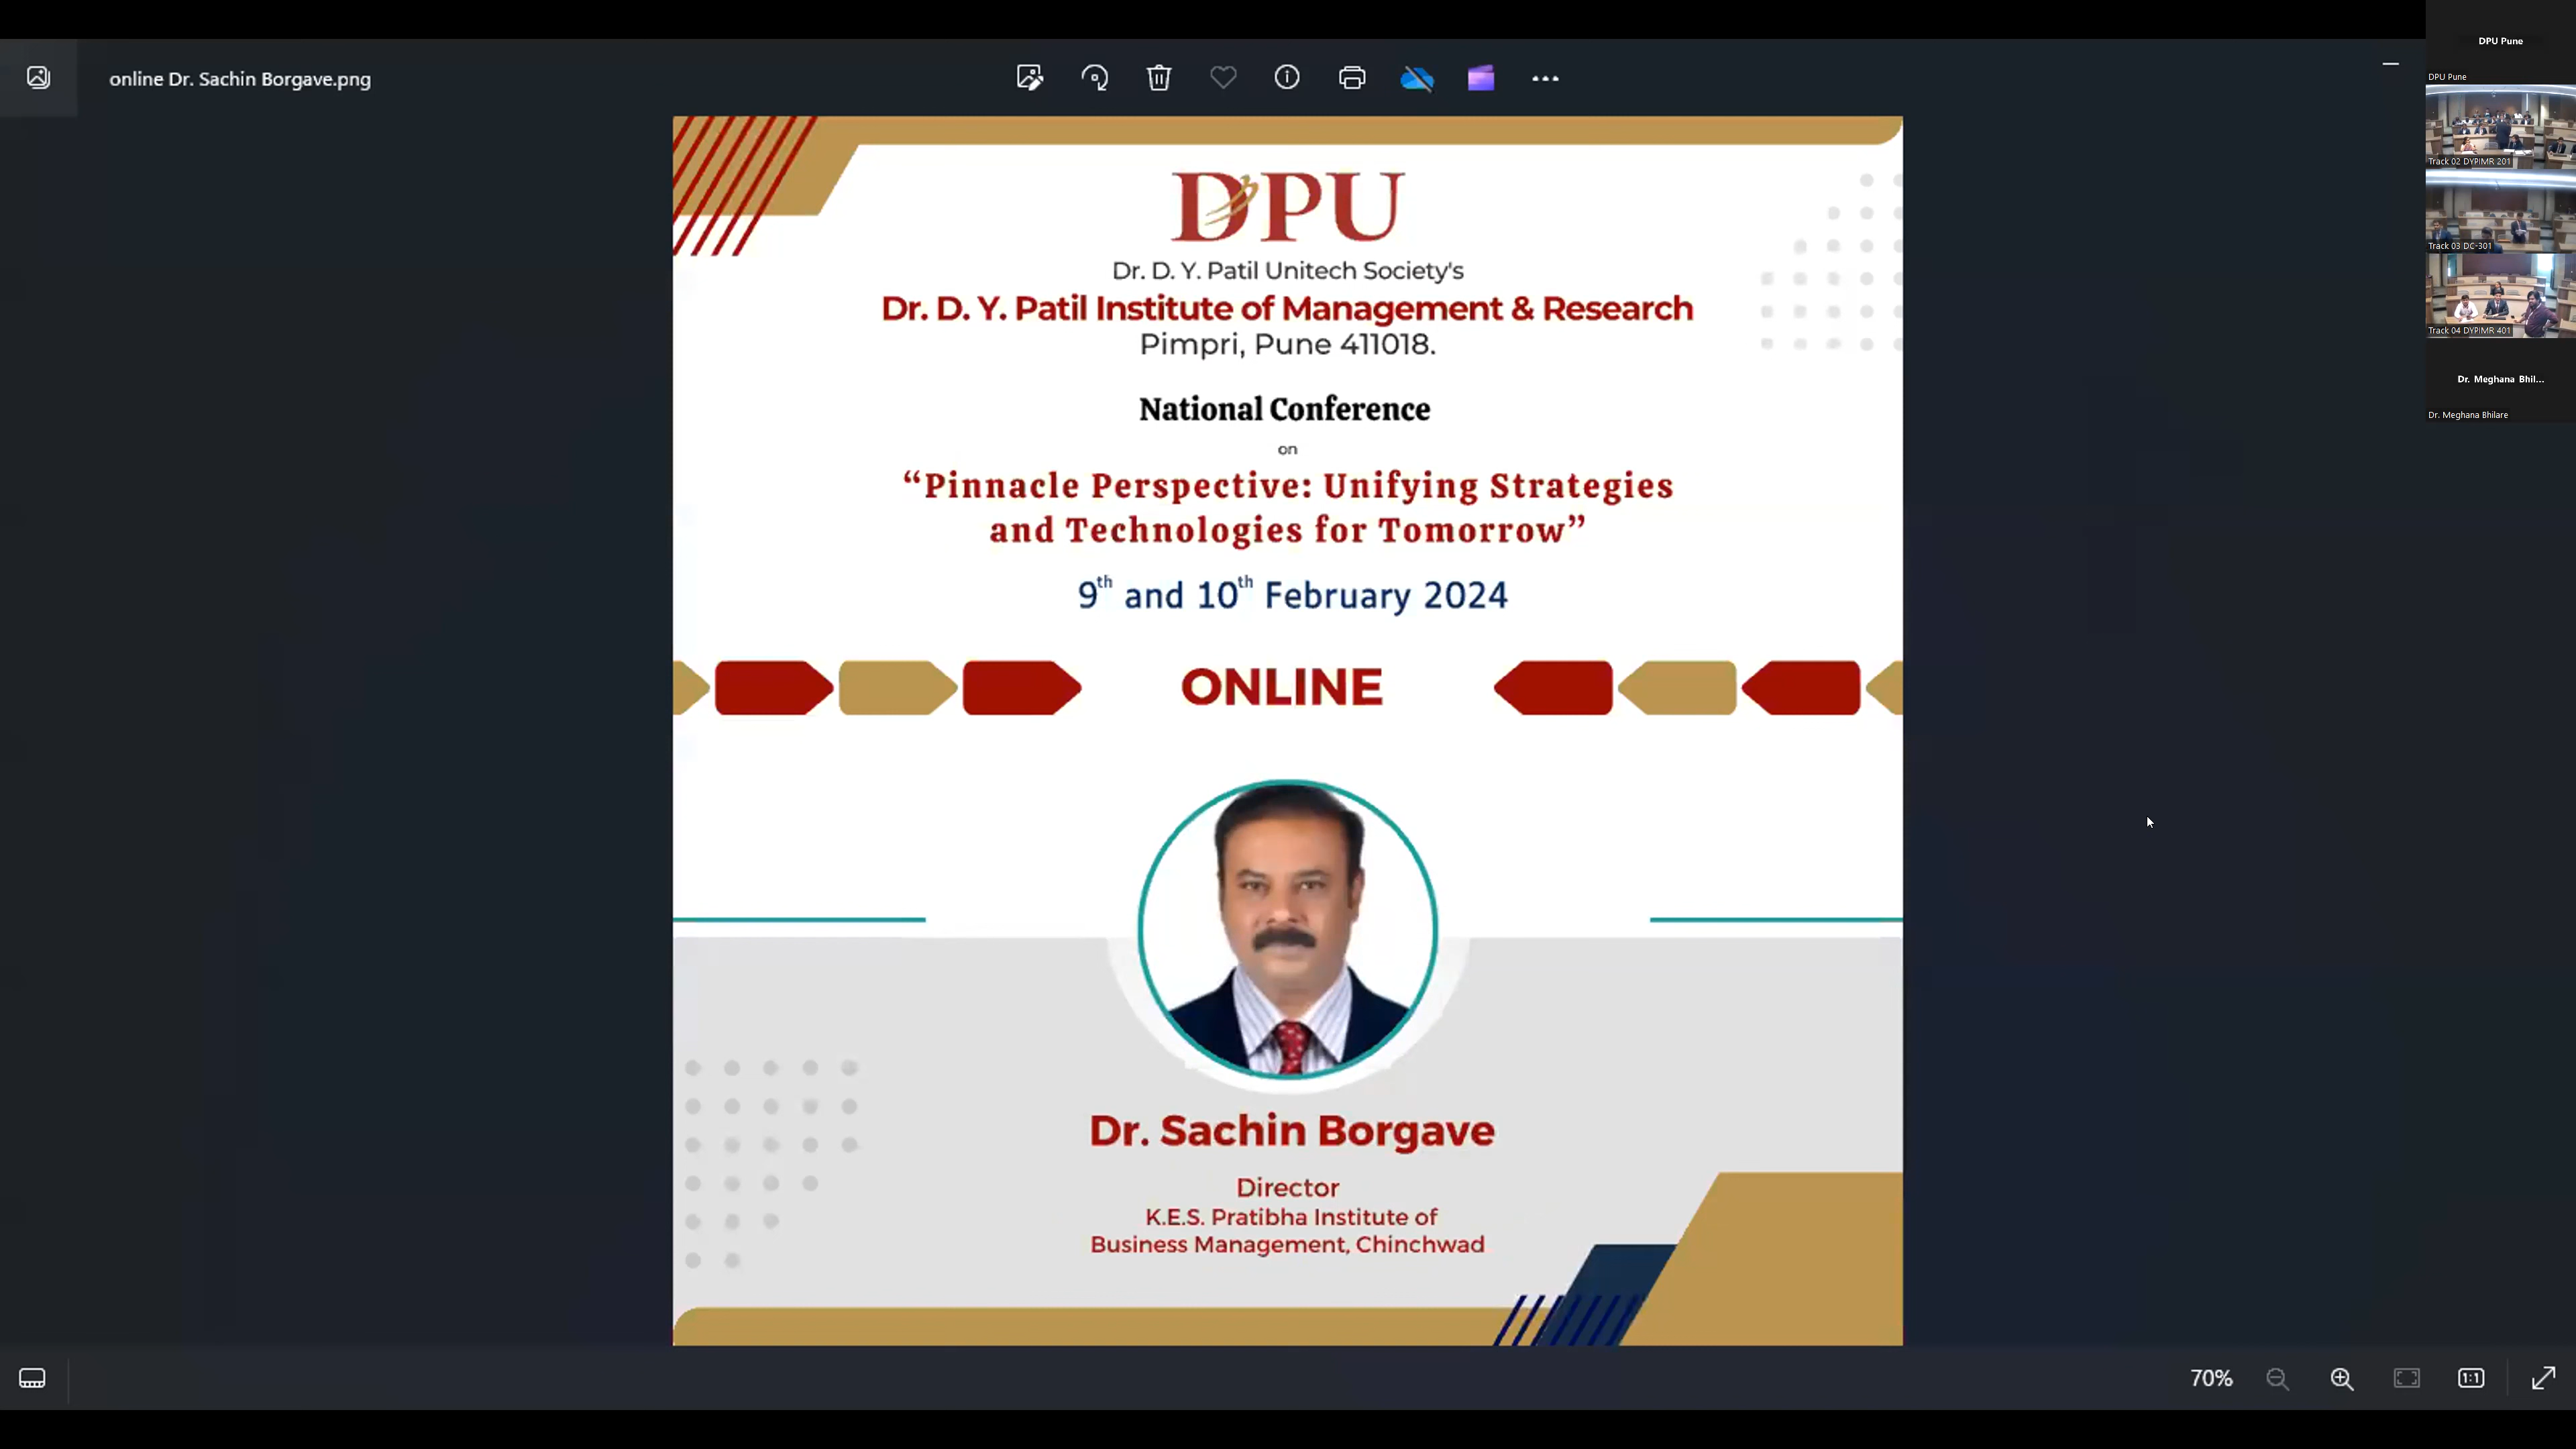 online Dr. Sachin Borgave.png
DPU
Dr. D. Y. Patil Unitech Society's
Dr. D. Y. Patil Institute of Management & Research
Pimpri, Pune 411018.
National Conference
on
“Pinnacle Perspective: Unifying Strategies
and Technologies for Tomorrow”
9th and 10th February 2024
ONLINE
Dr. Sachin Borgave
Director
K.E.S. Pratibha Institute of
Business Management, Chinchwad
70%
1:1
DPU Pune
DPU Pune
Track 02 DYPIMR 201
Track 03 DC-301
Track 04 DYPIMR 401
Dr. Meghana Bhil...
Dr. Meghana Bhilare